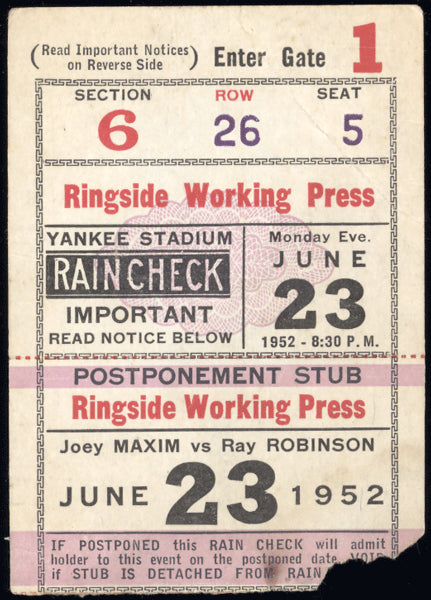 (Read Important Notices
on Reverse Side)
Enter Gate 1
SECTION ROW SEAT
6 26 5
Ringside Working Press
YANKEE STADIUM
RAIN CHECK
IMPORTANT
READ NOTICE BELOW
Monday Eve.
JUNE
23
1952 - 8:30 P.M.
POSTPONEMENT STUB
Ringside Working Press
Joey MAXIM vs Ray ROBINSON
JUNE 23 1952
IF POSTPONED this RAIN CHECK will admit
holder to this event on the postponed date. VOID
if STUB is DETACHED FROM RAIN